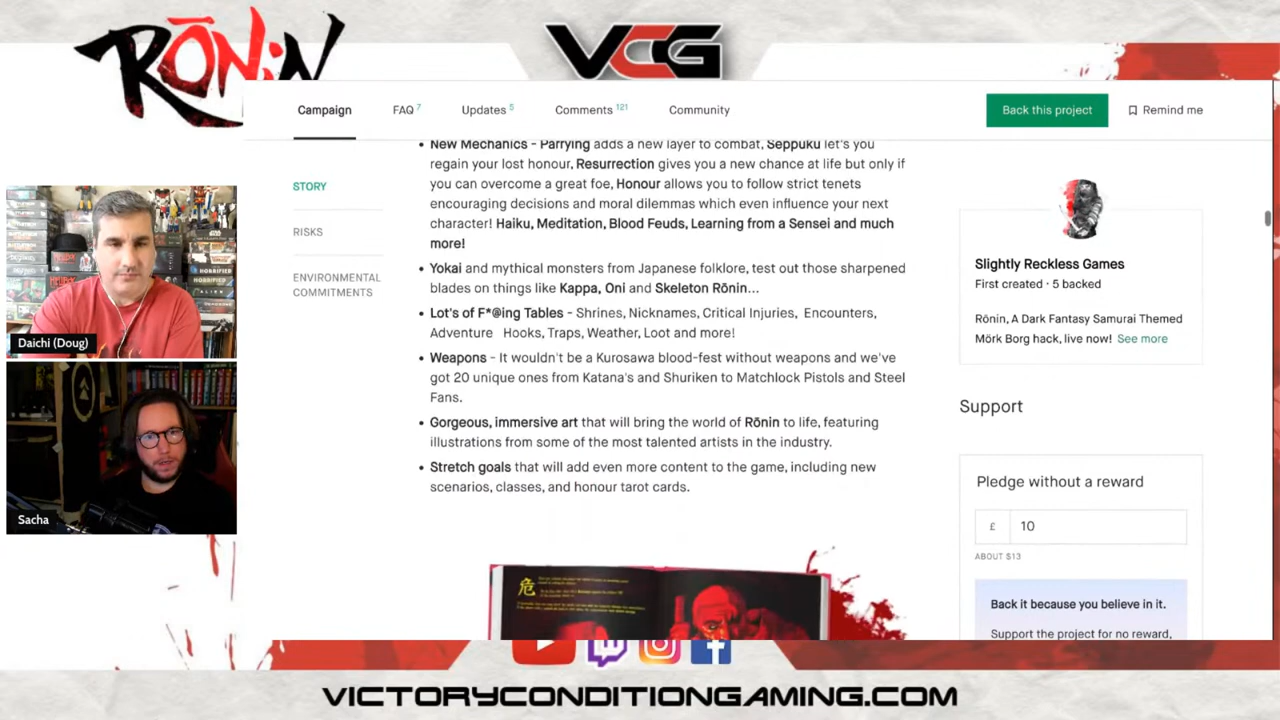 RŌNIN
VCG
Campaign
FAQ 7
Updates 5
Comments 121
Community
Back this project
Remind me
STORY
RISKS
ENVIRONMENTAL
COMMITMENTS
• New Mechanics - Parrying adds a new layer to combat, Seppuku let's you
regain your lost honour, Resurrection gives you a new chance at life but only if
you can overcome a great foe, Honour allows you to follow strict tenets
encouraging decisions and moral dilemmas which even influence your next
character! Haiku, Meditation, Blood Feuds, Learning from a Sensei and much
more!
• Yokai and mythical monsters from Japanese folklore, test out those sharpened
blades on things like Kappa, Oni and Skeleton Rōnin...
• Lot's of F*@ing Tables - Shrines, Nicknames, Critical Injuries, Encounters,
Adventure Hooks, Traps, Weather, Loot and more!
• Weapons - It wouldn't be a Kurosawa blood-fest without weapons and we've
got 20 unique ones from Katana's and Shuriken to Matchlock Pistols and Steel
Fans.
• Gorgeous, immersive art that will bring the world of Rōnin to life, featuring
illustrations from some of the most talented artists in the industry.
• Stretch goals that will add even more content to the game, including new
scenarios, classes, and honour tarot cards.
危
Slightly Reckless Games
First created · 5 backed
Rōnin, A Dark Fantasy Samurai Themed
Mörk Borg hack, live now! See more
Support
Pledge without a reward
£ 10
ABOUT $13
Back it because you believe in it.
Support the project for no reward,
Daichi (Doug)
Sacha
HORRIFIED
HORRIFIED
ALIEN
STAR WARS
VICTORYCONDITIONGAMING.COM